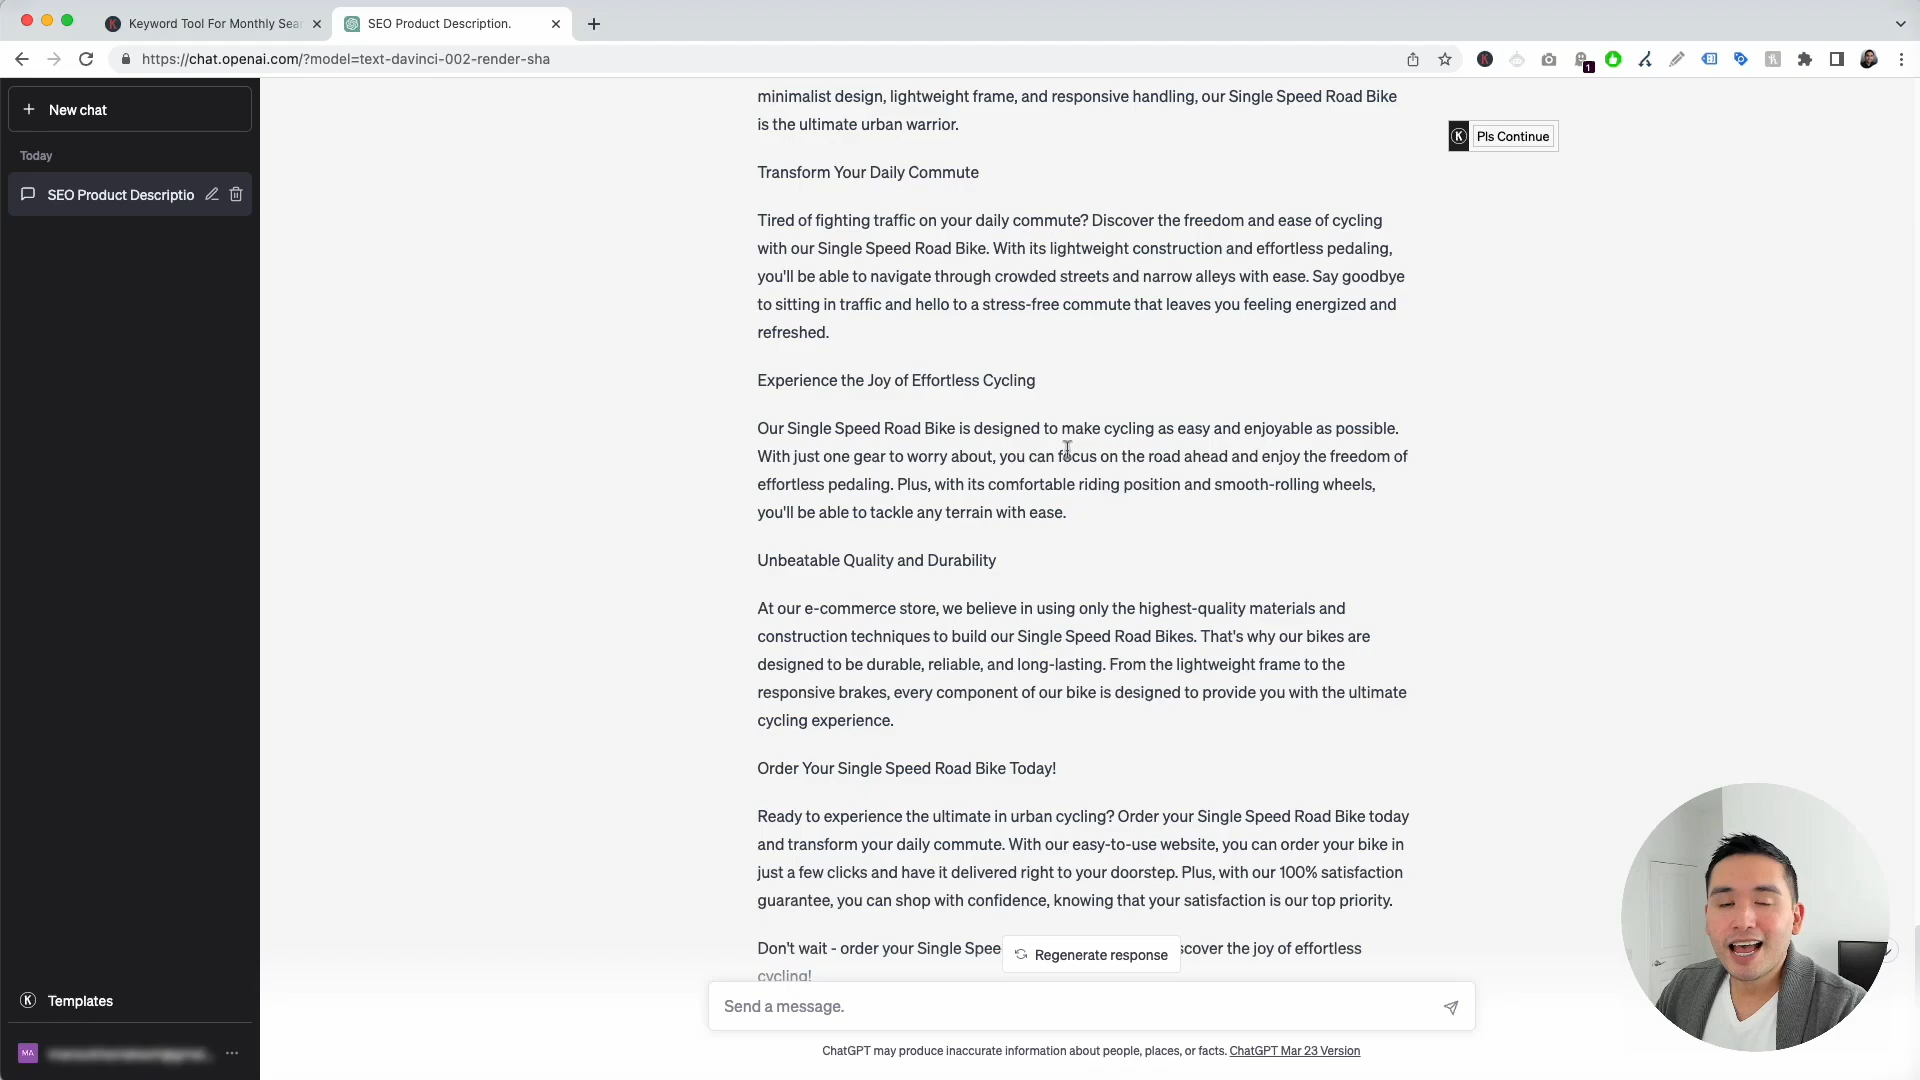 Keyword Tool For Monthly Sear
SEO Product Description.
https://chat.openai.com/?model=text-davinci-002-render-sha
1
New chat
Today
SEO Product Descriptio
minimalist design, lightweight frame, and responsive handling, our Single Speed Road Bike
is the ultimate urban warrior.
K Pls Continue
Transform Your Daily Commute
Tired of fighting traffic on your daily commute? Discover the freedom and ease of cycling
with our Single Speed Road Bike. With its lightweight construction and effortless pedaling,
you'll be able to navigate through crowded streets and narrow alleys with ease. Say goodbye
to sitting in traffic and hello to a stress-free commute that leaves you feeling energized and
refreshed.
Experience the Joy of Effortless Cycling
Our Single Speed Road Bike is designed to make cycling as easy and enjoyable as possible.
With just one gear to worry about, you can focus on the road ahead and enjoy the freedom of
effortless pedaling. Plus, with its comfortable riding position and smooth-rolling wheels,
you'll be able to tackle any terrain with ease.
Unbeatable Quality and Durability
At our e-commerce store, we believe in using only the highest-quality materials and
construction techniques to build our Single Speed Road Bikes. That's why our bikes are
designed to be durable, reliable, and long-lasting. From the lightweight frame to the
responsive brakes, every component of our bike is designed to provide you with the ultimate
cycling experience.
Order Your Single Speed Road Bike Today!
Ready to experience the ultimate in urban cycling? Order your Single Speed Road Bike today
and transform your daily commute. With our easy-to-use website, you can order your bike in
just a few clicks and have it delivered right to your doorstep. Plus, with our 100% satisfaction
guarantee, you can shop with confidence, knowing that your satisfaction is our top priority.
Don't wait - order your Single Spee
scover the joy of effortless
cycling!
Regenerate response
Send a message.
ChatGPT may produce inaccurate information about people, places, or facts. ChatGPT Mar 23 Version
K Templates
MA